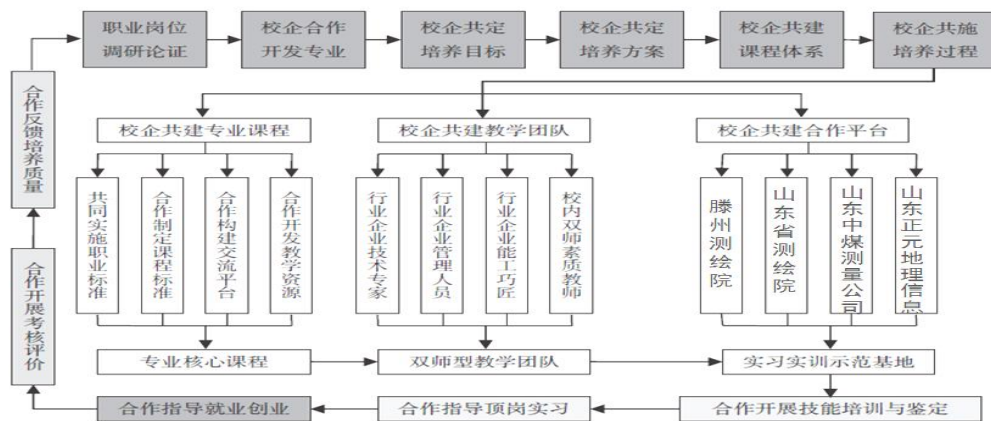 职业岗位
调研论证
校企合作
开发专业
校企共定
培养目标
校企共定
培养方案
校企共建
课程体系
校企共施
培养过程
合作反馈培养质量
合作开展考核评价
校企共建专业课程
校企共建教学团队
校企共建合作平台
共同实施职业标准
合作制定课程标准
合作构建交流平台
合作开发教学资源
行业企业技术专家
行业企业管理人员
行业企业能工巧匠
校内双师素质教师
滕州测绘院
山东省测绘院
山东中煤测量公司
山东正元地理信息
专业核心课程
双师型教学团队
实习实训示范基地
合作指导就业创业
合作指导顶岗实习
合作开展技能培训与鉴定